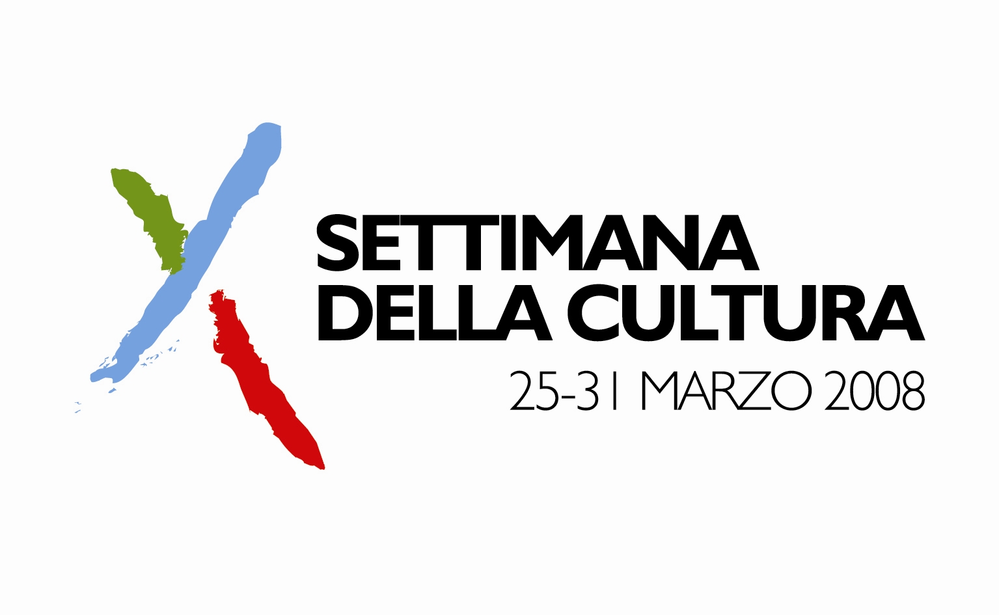 X SETTIMANA
DELLA CULTURA
25-31 MARZO 2008